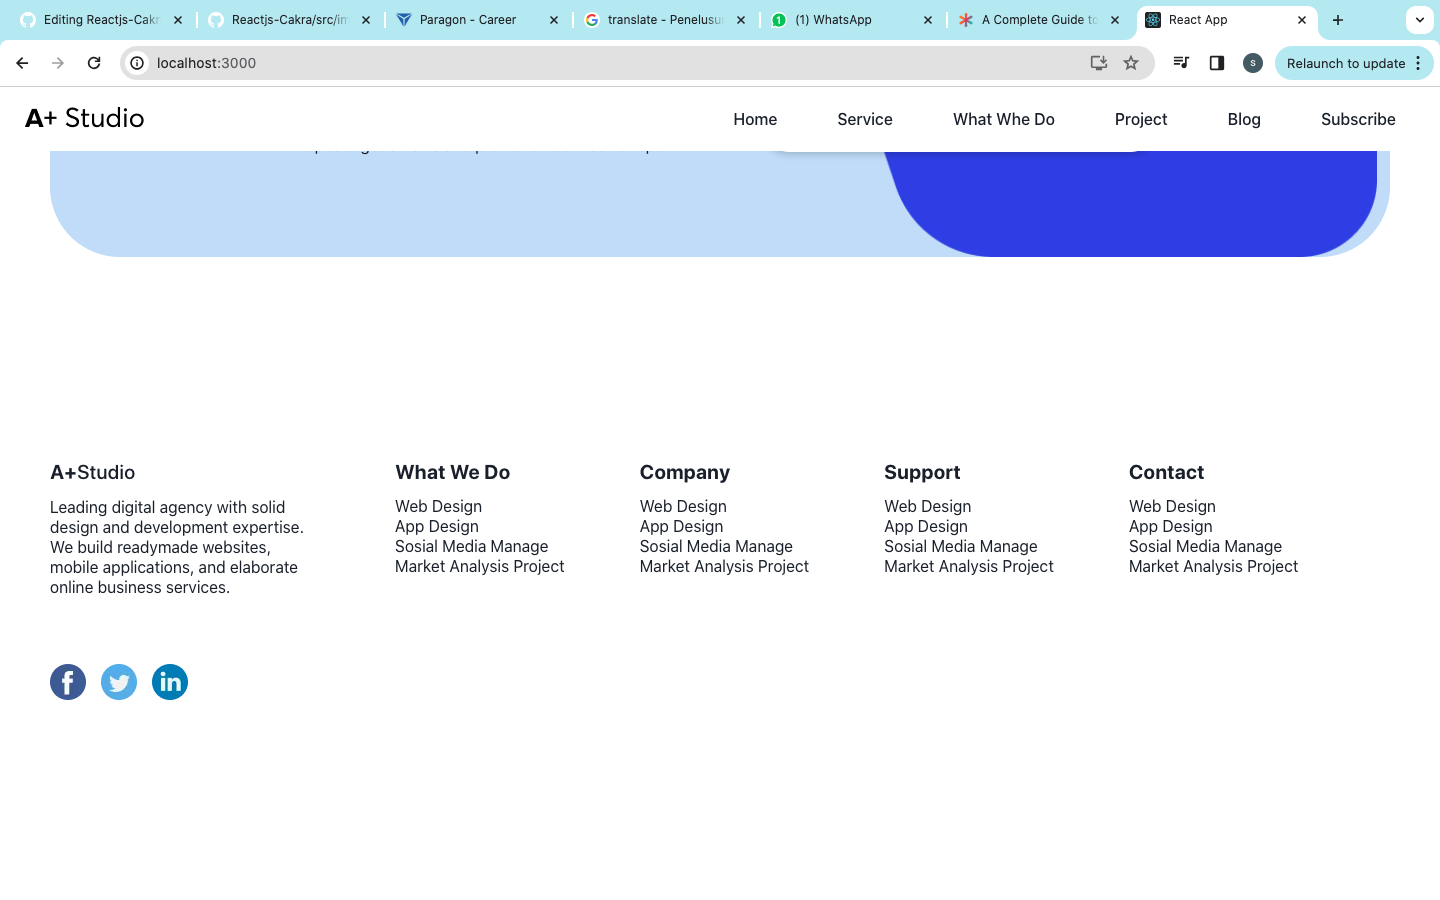 Editing Reactjs-Cakr
Reactjs-Cakra/src/im
Paragon - Career
translate - Penelusu
(1) WhatsApp
A Complete Guide to
React App
localhost:3000
S
Relaunch to update
A+ Studio
Home Service What Whe Do Project Blog Subscribe
A+Studio
Leading digital agency with solid
design and development expertise.
We build readymade websites,
mobile applications, and elaborate
online business services.
What We Do
Web Design
App Design
Sosial Media Manage
Market Analysis Project
Company
Web Design
App Design
Sosial Media Manage
Market Analysis Project
Support
Web Design
App Design
Sosial Media Manage
Market Analysis Project
Contact
Web Design
App Design
Sosial Media Manage
Market Analysis Project